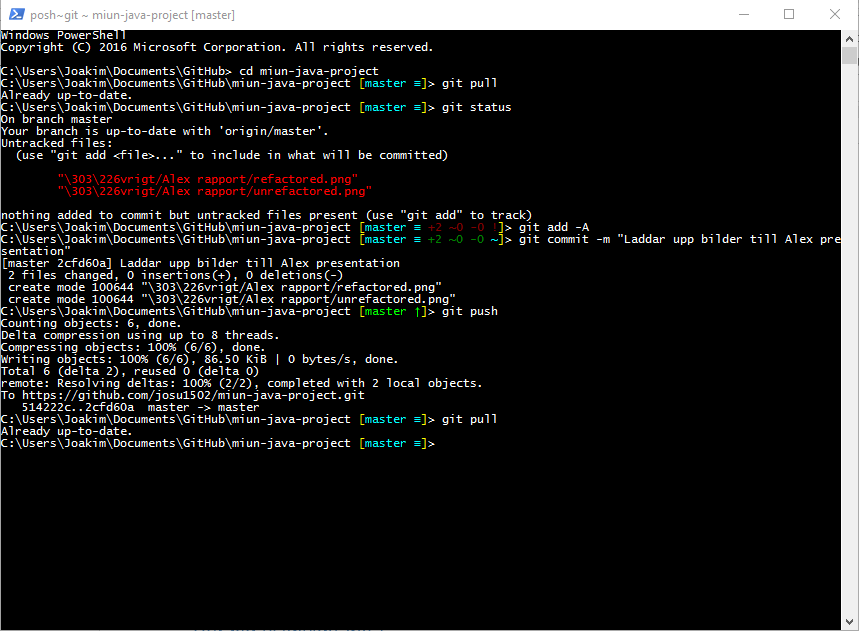 posh~git ~ miun-java-project [master]
Windows PowerShell
Copyright (C) 2016 Microsoft Corporation. All rights reserved.
C:\Users\Joakim\Documents\GitHub> cd miun-java-project
C:\Users\Joakim\Documents\GitHub\miun-java-project [master ≡]> git pull
Already up-to-date.
C:\Users\Joakim\Documents\GitHub\miun-java-project [master ≡]> git status
On branch master
Your branch is up-to-date with 'origin/master'.
Untracked files:
  (use "git add <file>..." to include in what will be committed)
        "\303\226vrigt/Alex rapport/refactored.png"
        "\303\226vrigt/Alex rapport/unrefactored.png"
nothing added to commit but untracked files present (use "git add" to track)
C:\Users\Joakim\Documents\GitHub\miun-java-project [master ≡ +2 ~0 -0 !]> git add -A
C:\Users\Joakim\Documents\GitHub\miun-java-project [master ≡ +2 ~0 -0 ~]> git commit -m "Laddar upp bilder till Alex pre
sentation"
[master 2cfd60a] Laddar upp bilder till Alex presentation
 2 files changed, 0 insertions(+), 0 deletions(-)
 create mode 100644 "\303\226vrigt/Alex rapport/refactored.png"
 create mode 100644 "\303\226vrigt/Alex rapport/unrefactored.png"
C:\Users\Joakim\Documents\GitHub\miun-java-project [master ↑]> git push
Counting objects: 6, done.
Delta compression using up to 8 threads.
Compressing objects: 100% (6/6), done.
Writing objects: 100% (6/6), 86.50 KiB | 0 bytes/s, done.
Total 6 (delta 2), reused 0 (delta 0)
remote: Resolving deltas: 100% (2/2), completed with 2 local objects.
To https://github.com/josu1502/miun-java-project.git
   514222c..2cfd60a  master -> master
C:\Users\Joakim\Documents\GitHub\miun-java-project [master ≡]> git pull
Already up-to-date.
C:\Users\Joakim\Documents\GitHub\miun-java-project [master ≡]>